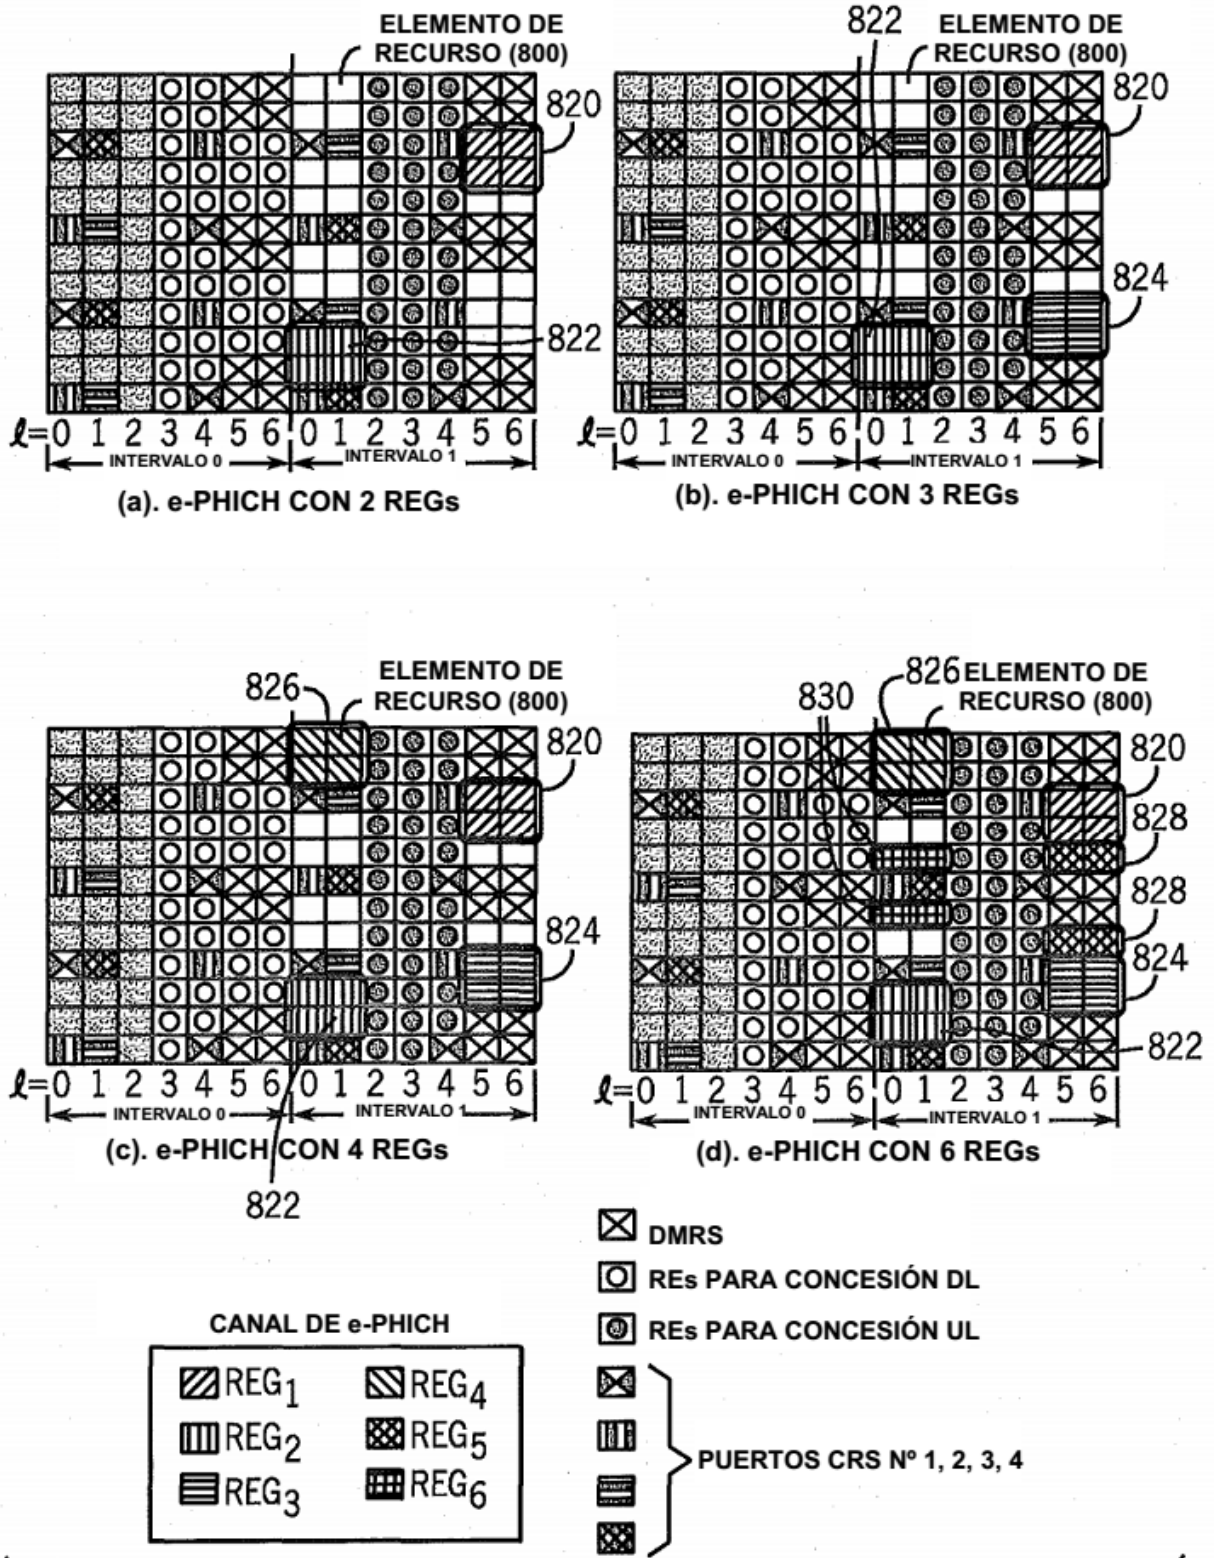 ELEMENTO DE
RECURSO (800)
820
822
ℓ=0 1 2 3 4 5 6 0 1 2 3 4 5 6
INTERVALO 0 INTERVALO 1
(a). e-PHICH CON 2 REGs
822
ELEMENTO DE
RECURSO (800)
820
824
ℓ=0 1 2 3 4 5 6 0 1 2 3 4 5 6
INTERVALO 0 INTERVALO 1
(b). e-PHICH CON 3 REGs
826
ELEMENTO DE
RECURSO (800)
820
824
ℓ=0 1 2 3 4 5 6 0 1 2 3 4 5 6
INTERVALO 0 INTERVALO 1
(c). e-PHICH CON 4 REGs
822
830
826
ELEMENTO DE
RECURSO (800)
820
828
828
824
822
ℓ=0 1 2 3 4 5 6 0 1 2 3 4 5 6
INTERVALO 0 INTERVALO 1
(d). e-PHICH CON 6 REGs
CANAL DE e-PHICH
REG1 REG4
REG2 REG5
REG3 REG6
DMRS
REs PARA CONCESIÓN DL
REs PARA CONCESIÓN UL
PUERTOS CRS Nº 1, 2, 3, 4